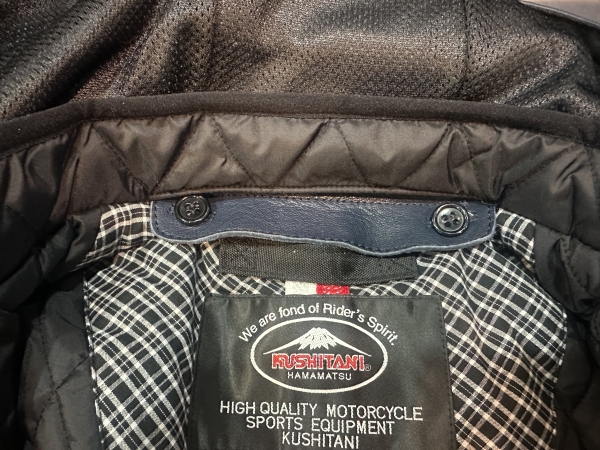 We are fond of Rider's Spirit.
KUSHITANI®
HAMAMATSU
HIGH QUALITY MOTORCYCLE
SPORTS EQUIPMENT
KUSHITANI